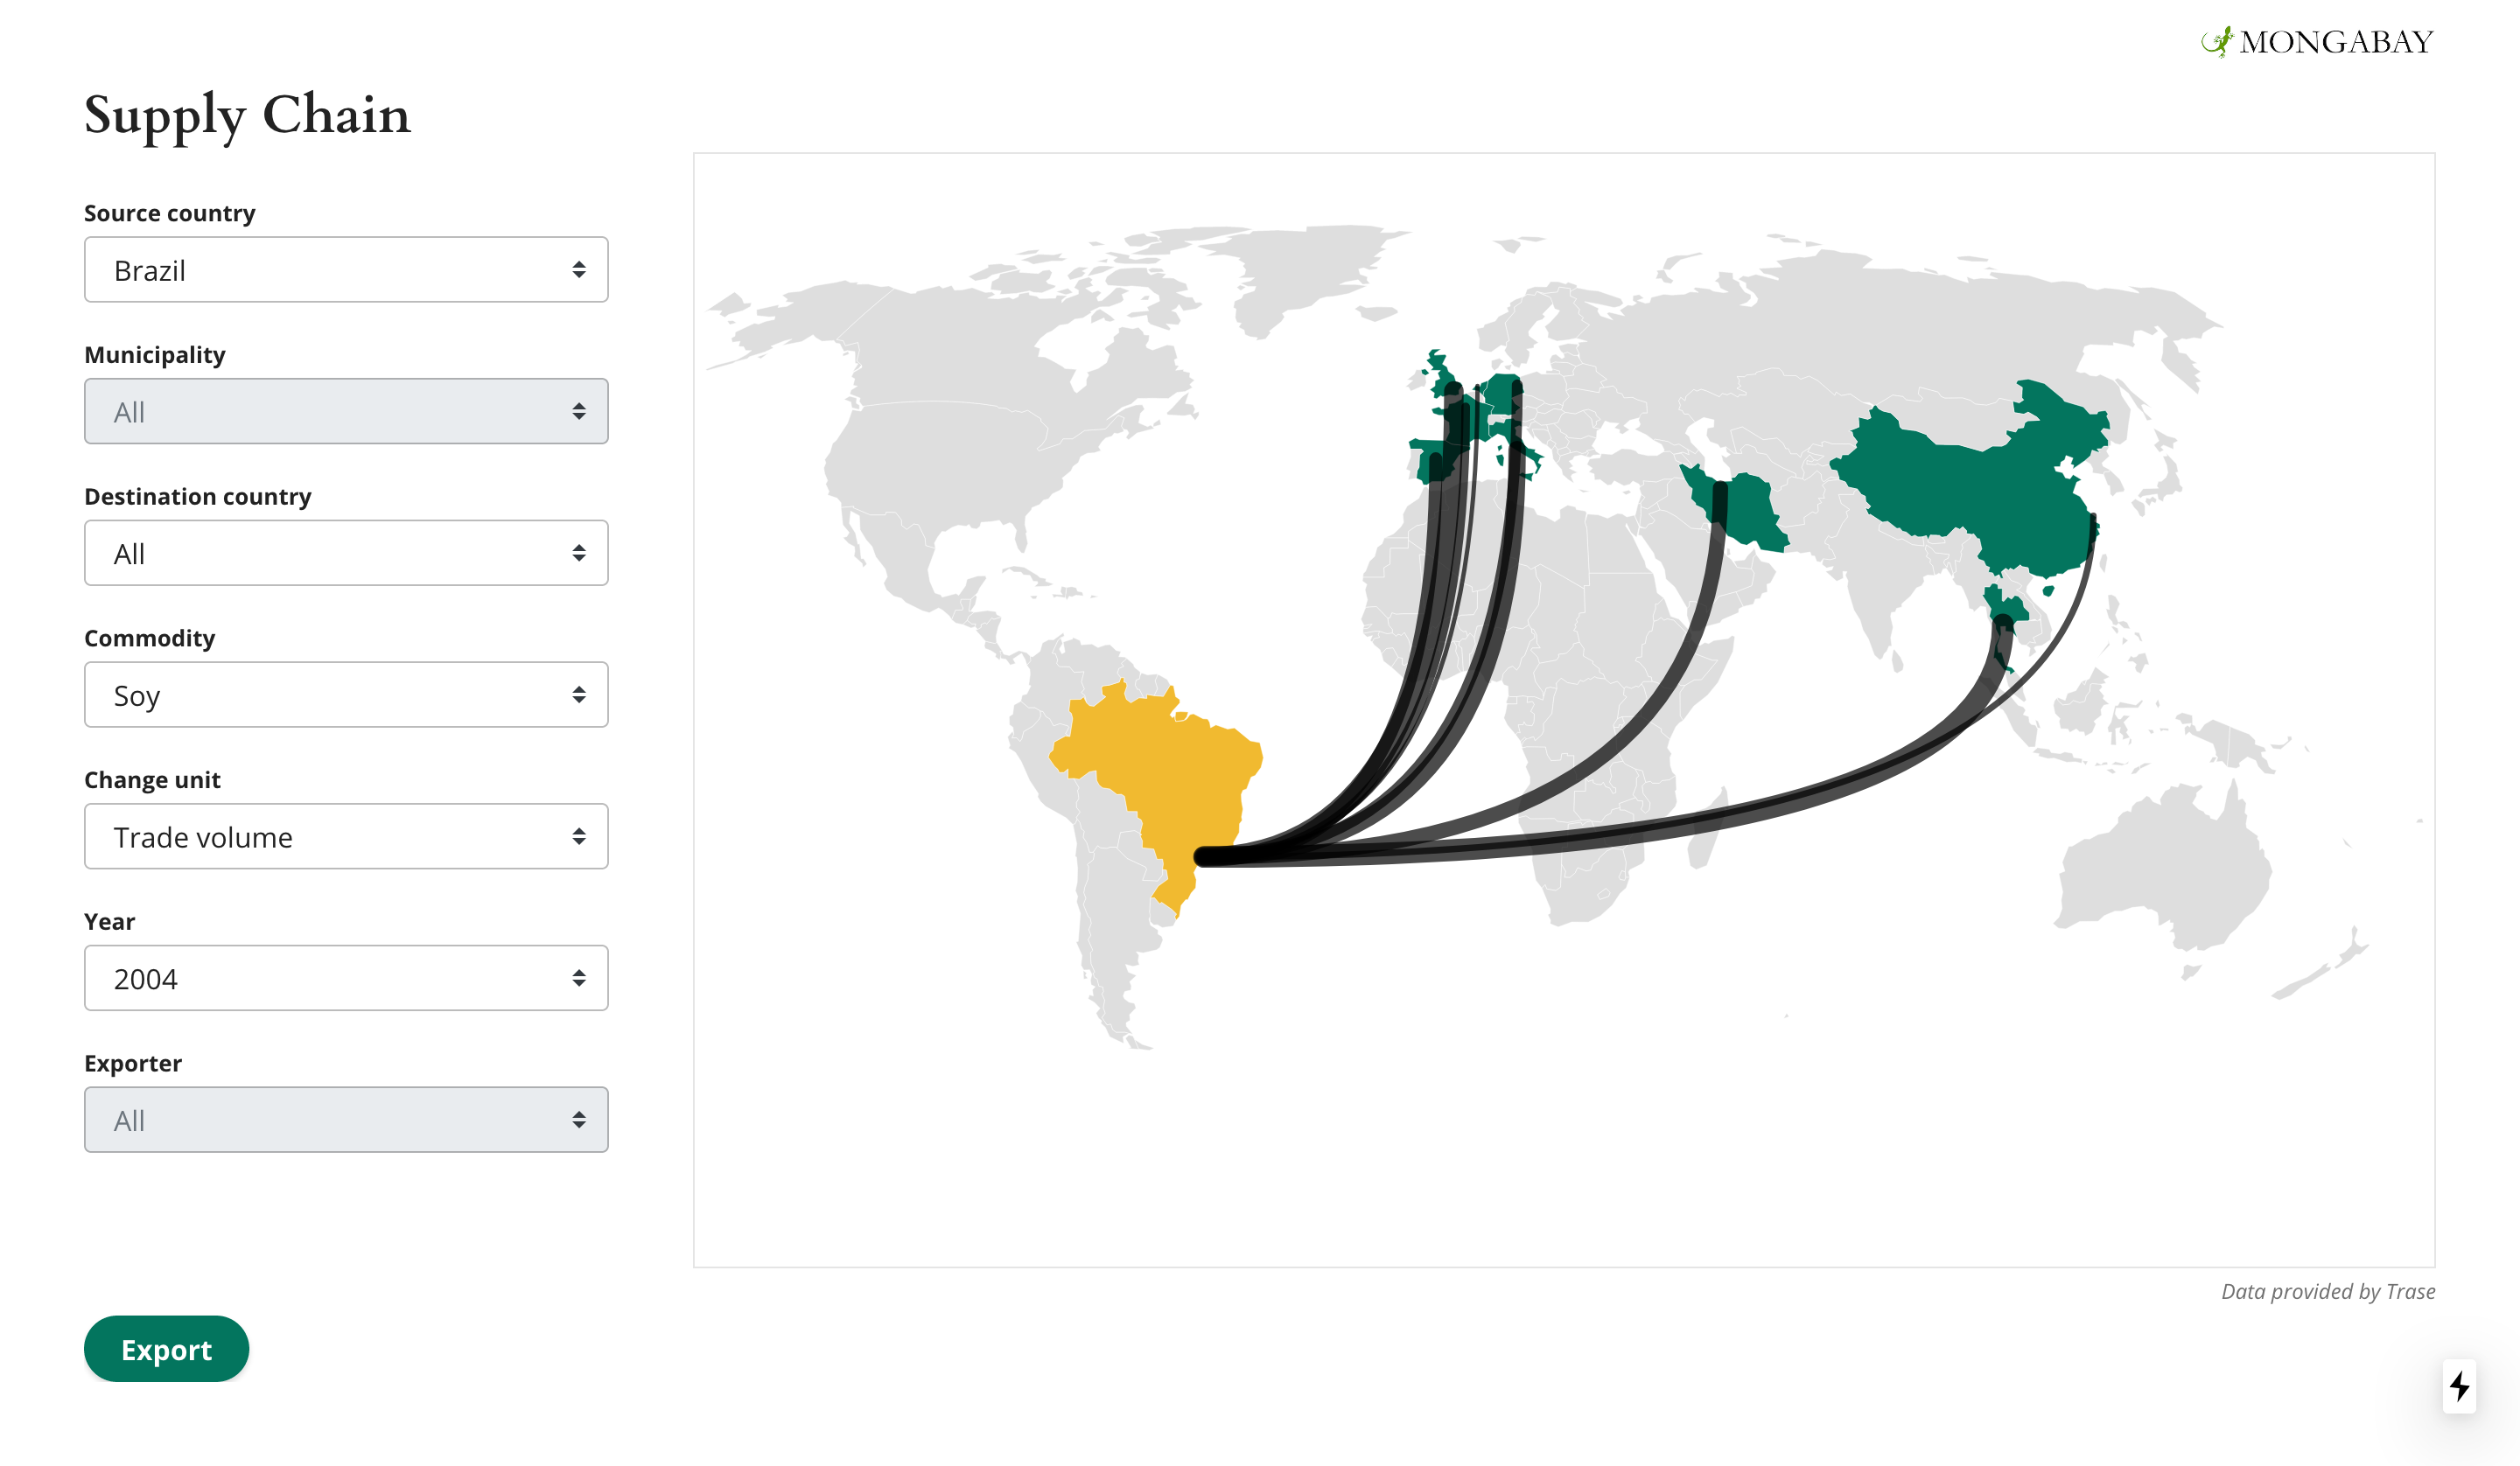 MONGABAY
Supply Chain
Source country
Brazil
Municipality
All
Destination country
All
Commodity
Soy
Change unit
Trade volume
Year
2004
Exporter
All
Data provided by Trase
Export